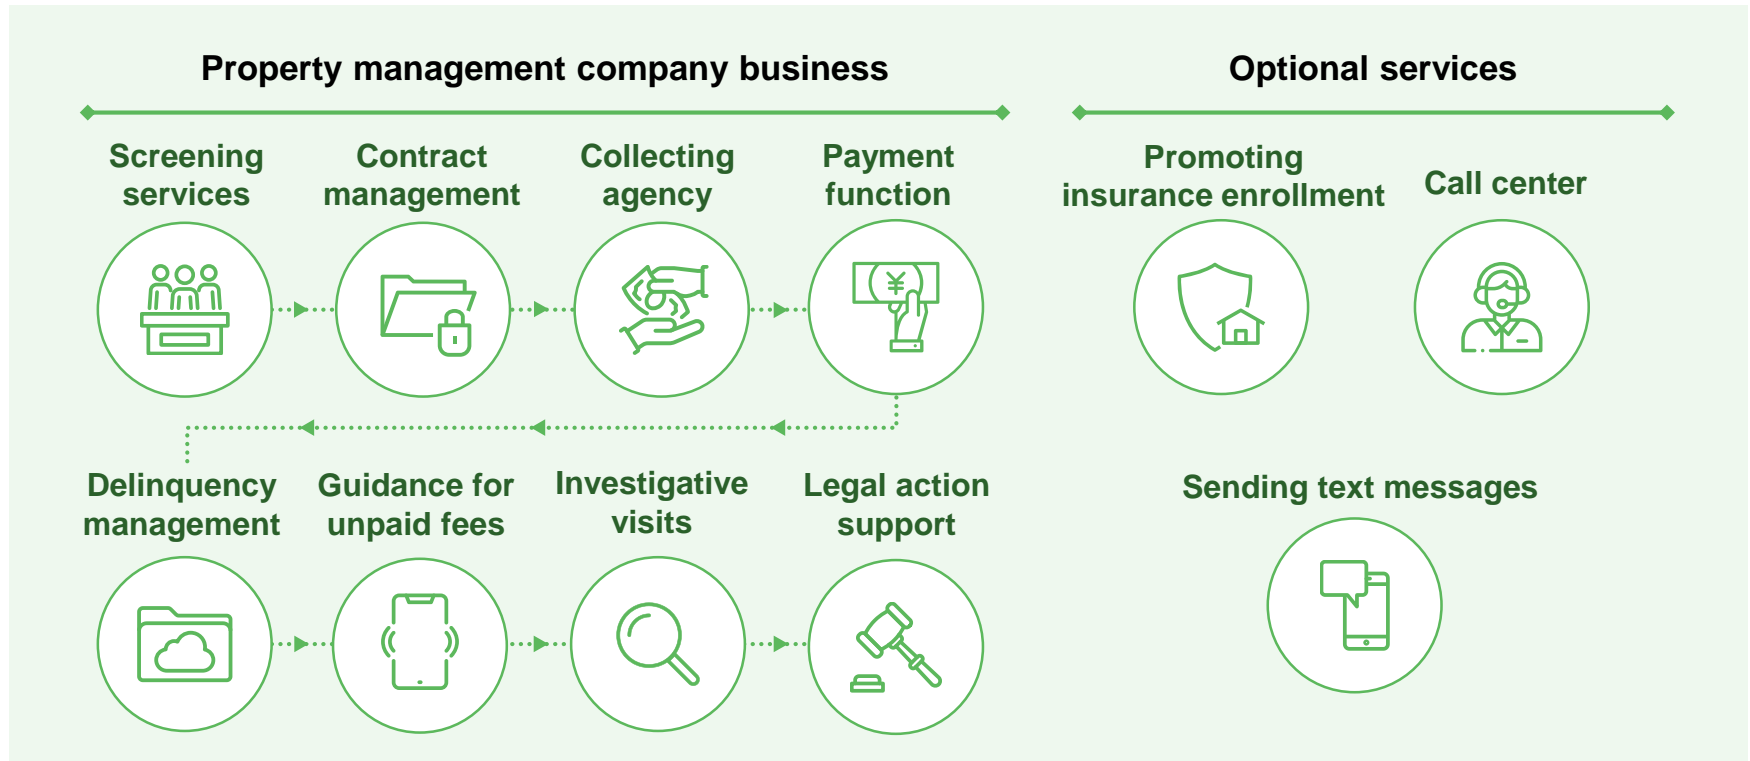 Property management company business
Screening
services
Contract
management
Collecting
agency
Payment
function
¥
Delinquency
management
Guidance for
unpaid fees
Investigative
visits
Legal action
support
Optional services
Promoting
insurance enrollment
Call center
Sending text messages